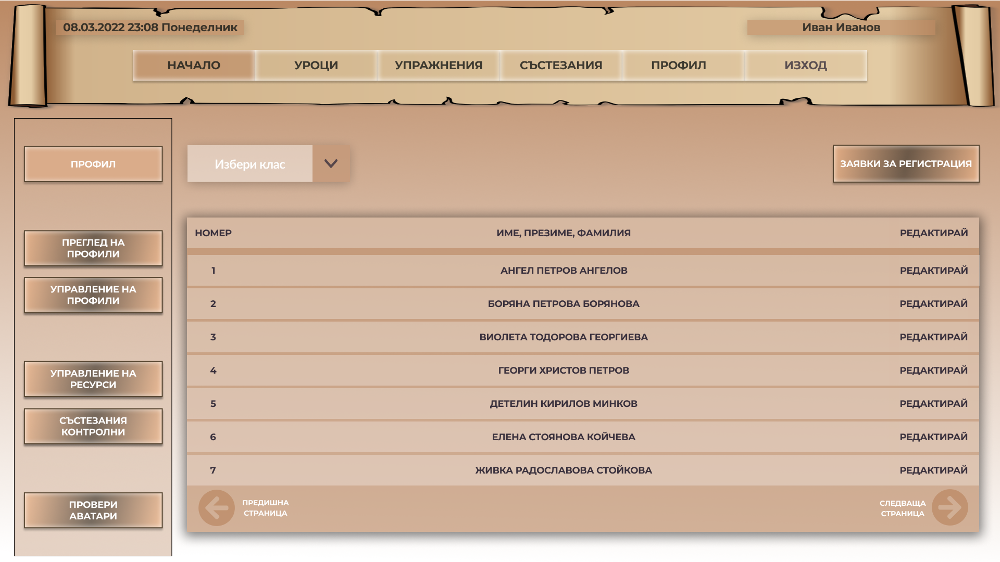 08.03.2022 23:08 Понеделник
Иван Иванов
НАЧАЛО УРОЦИ УПРАЖНЕНИЯ СЪСТЕЗАНИЯ ПРОФИЛ ИЗХОД
ПРОФИЛ
ПРЕГЛЕД НА
ПРОФИЛИ
УПРАВЛЕНИЕ НА
ПРОФИЛИ
УПРАВЛЕНИЕ НА
РЕСУРСИ
СЪСТЕЗАНИЯ
КОНТРОЛНИ
ПРОВЕРИ
АВАТАРИ
Избери клас
ЗАЯВКИ ЗА РЕГИСТРАЦИЯ
НОМЕР ИМЕ, ПРЕЗИМЕ, ФАМИЛИЯ РЕДАКТИРАЙ
1 АНГЕЛ ПЕТРОВ АНГЕЛОВ РЕДАКТИРАЙ
2 БОРЯНА ПЕТРОВА БОРЯНОВА РЕДАКТИРАЙ
3 ВИОЛЕТА ТОДОРОВА ГЕОРГИЕВА РЕДАКТИРАЙ
4 ГЕОРГИ ХРИСТОВ ПЕТРОВ РЕДАКТИРАЙ
5 ДЕТЕЛИН КИРИЛОВ МИНКОВ РЕДАКТИРАЙ
6 ЕЛЕНА СТОЯНОВА КОЙЧЕВА РЕДАКТИРАЙ
7 ЖИВКА РАДОСЛАВОВА СТОЙКОВА РЕДАКТИРАЙ
ПРЕДИШНА
СТРАНИЦА
СЛЕДВАЩА
СТРАНИЦА